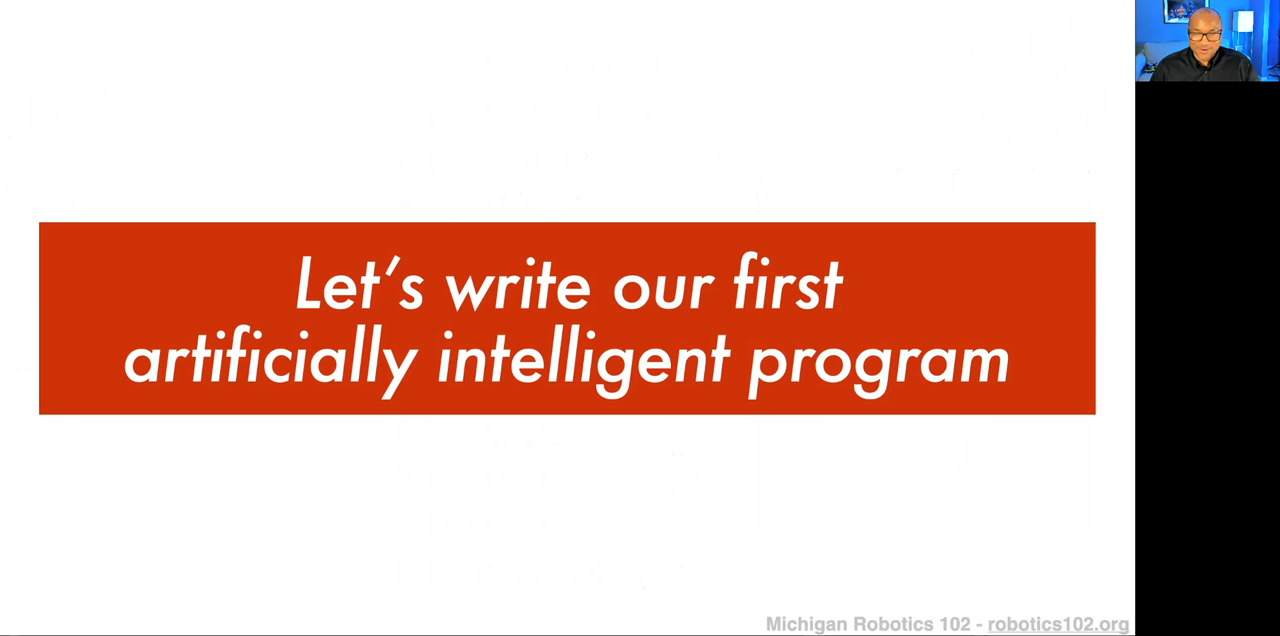 Let’s write our first
artificially intelligent program
Michigan Robotics 102 - robotics102.org